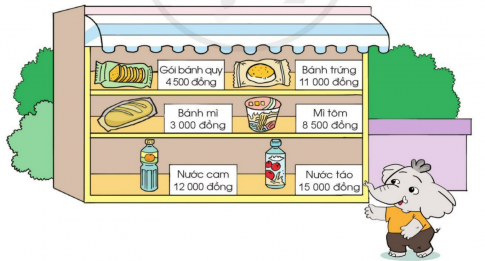 Gói bánh quy
4 500 đồng
Bánh trứng
11 000 đồng
Bánh mì
3 000 đồng
Mì tôm
8 500 đồng
Nước cam
12 000 đồng
Nước táo
15 000 đồng